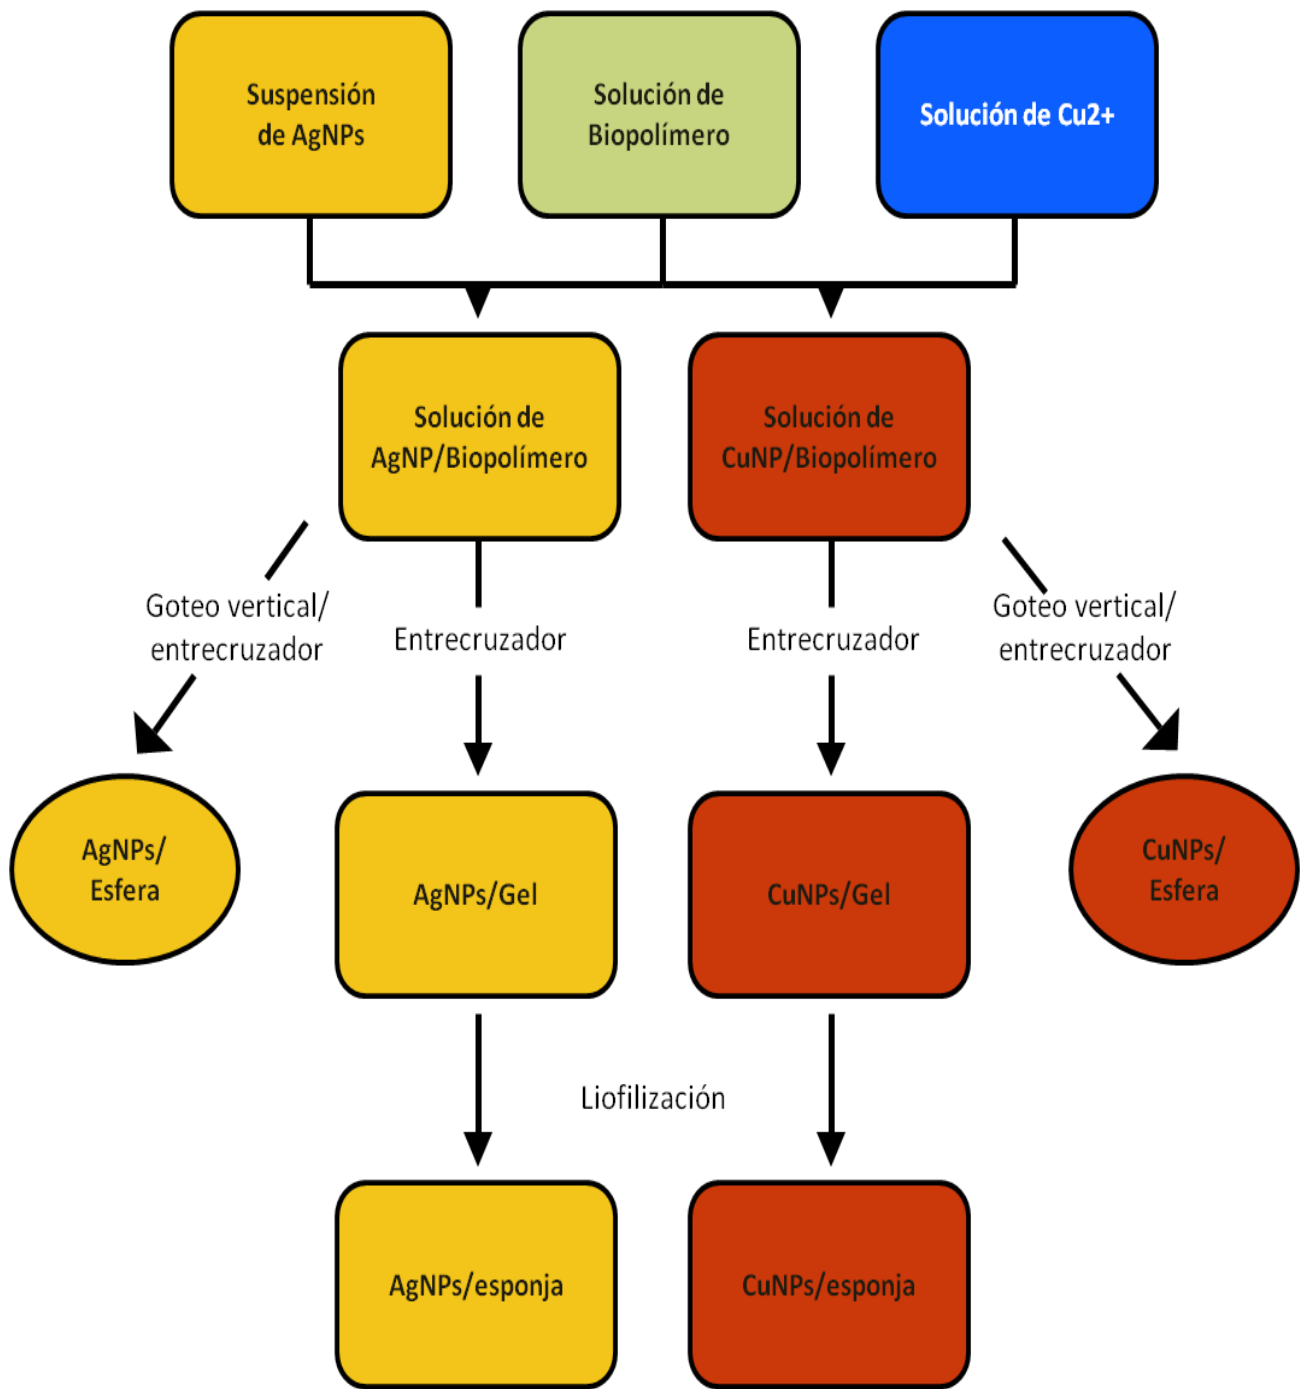 Suspensión
de AgNPs
Solución de
Biopolímero
Solución de Cu2+
Solución de
AgNP/Biopolímero
Solución de
CuNP/Biopolímero
Goteo vertical/
entrecruzador
Entrecruzador
Entrecruzador
Goteo vertical/
entrecruzador
AgNPs/
Esfera
AgNPs/Gel
CuNPs/Gel
CuNPs/
Esfera
Liofilización
AgNPs/esponja
CuNPs/esponja